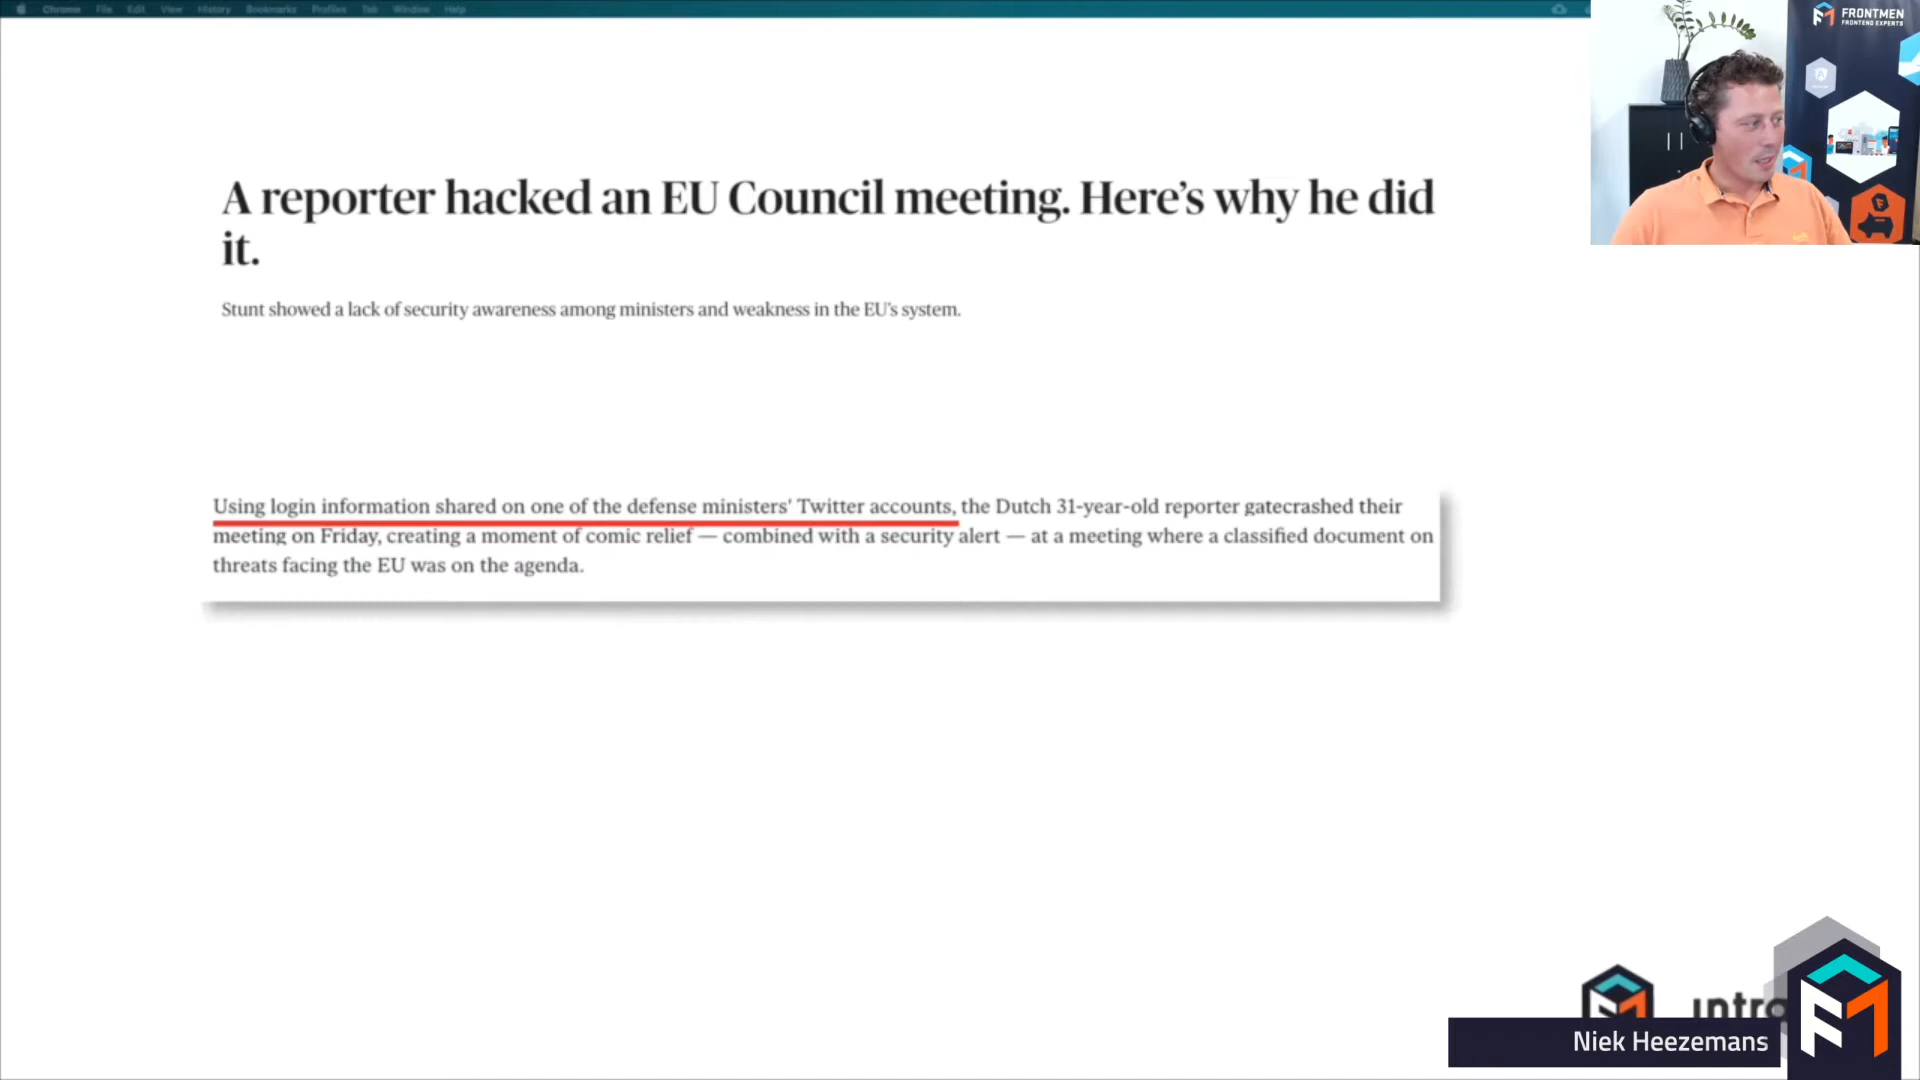 Chrome File Edit View History Bookmarks Profiles Tab Window Help
FRONTMEN
FRONTEND EXPERTS
A reporter hacked an EU Council meeting. Here’s why he did
it.
Stunt showed a lack of security awareness among ministers and weakness in the EU's system.
Using login information shared on one of the defense ministers' Twitter accounts, the Dutch 31-year-old reporter gatecrashed their
meeting on Friday, creating a moment of comic relief — combined with a security alert — at a meeting where a classified document on
threats facing the EU was on the agenda.
Niek Heezemans